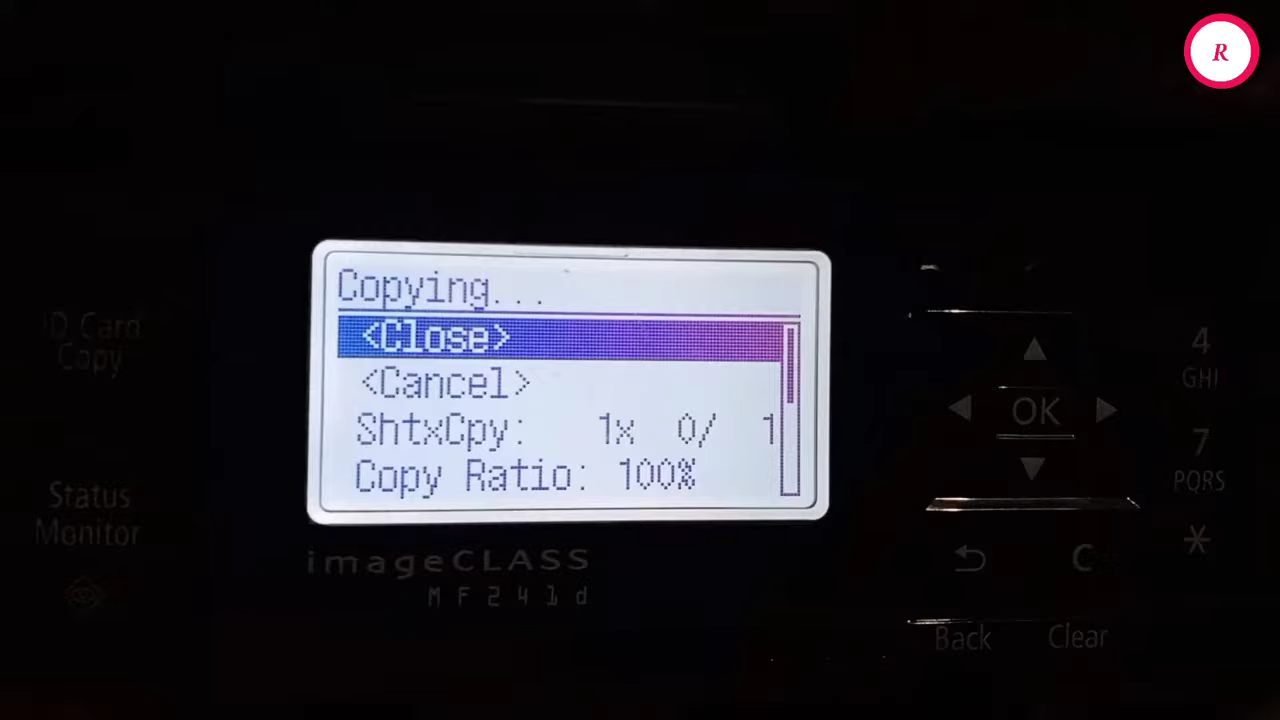 R
Copying...
<Close>
<Cancel>
ShtxCpy: 1x 0/ 1
Copy Ratio: 100%
imageCLASS
MF241d
ID Card
Copy
Status
Monitor
OK
4
GHI
7
PQRS
*
C
Back
Clear